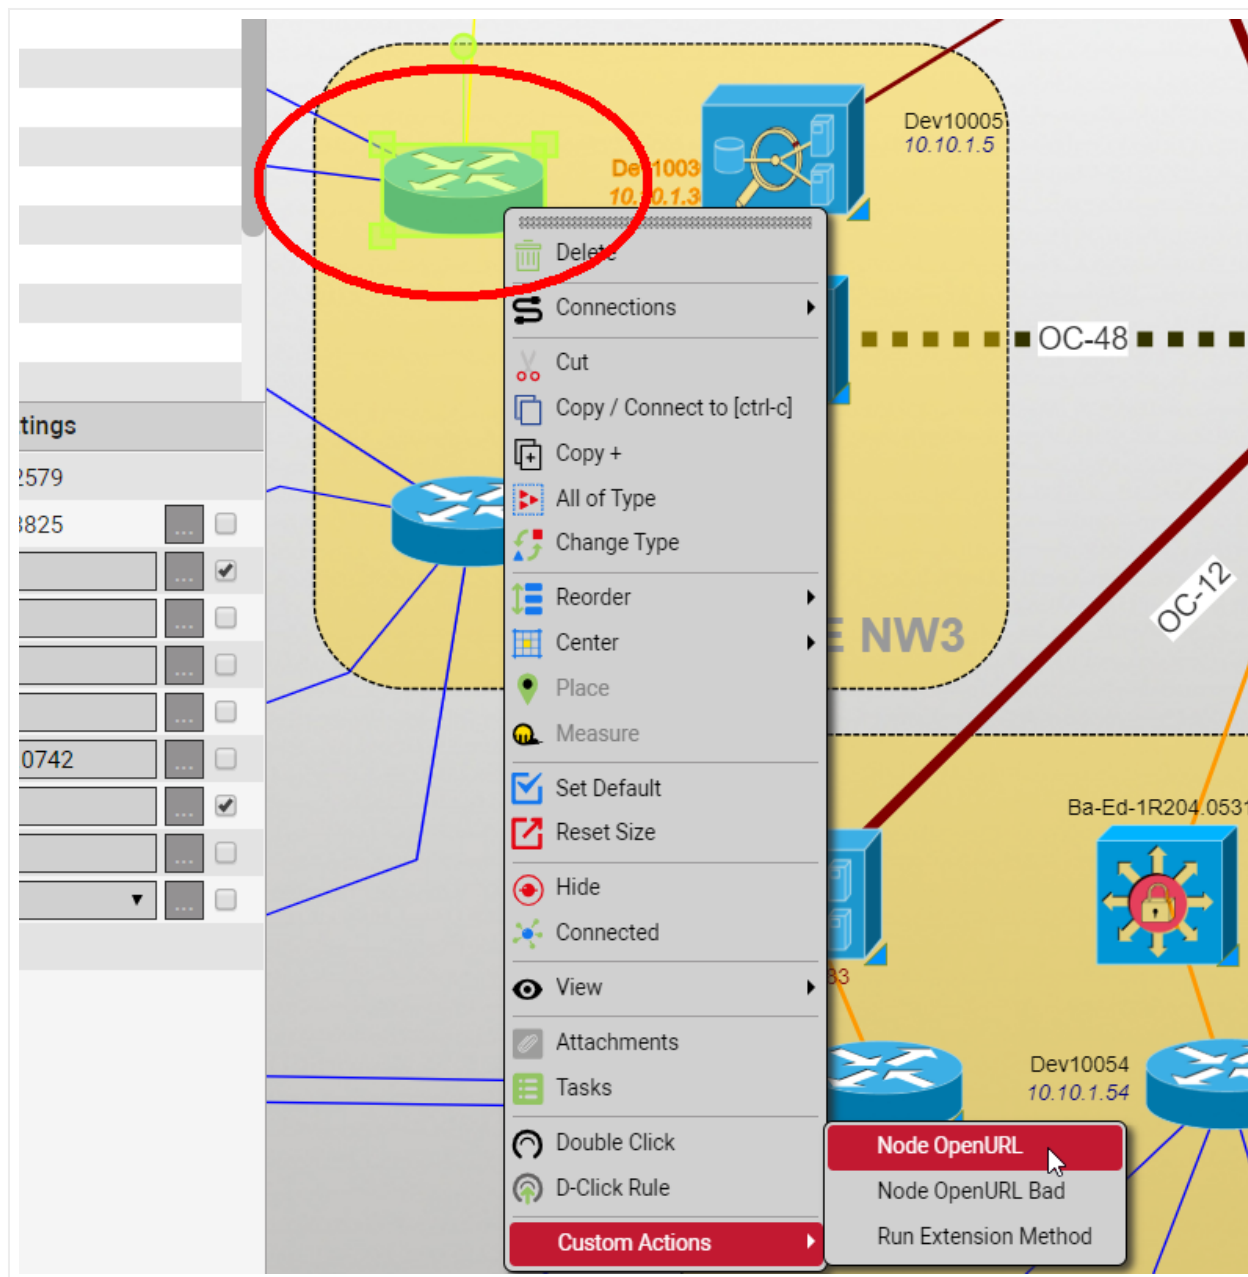 Dev10005
10.10.1.5
Dev1003
10.10.1.3
Delete
Connections
OC-48
Cut
Copy / Connect to [ctrl-c]
Copy +
All of Type
Change Type
Reorder
Center
Place
Measure
Set Default
Reset Size
Hide
Connected
View
Attachments
Tasks
Double Click
D-Click Rule
Custom Actions
Node OpenURL
Node OpenURL Bad
Run Extension Method
tings
2579
3825
0742
E NW3
OC-12
Ba-Ed-1R204.0531
33
Dev10054
10.10.1.54